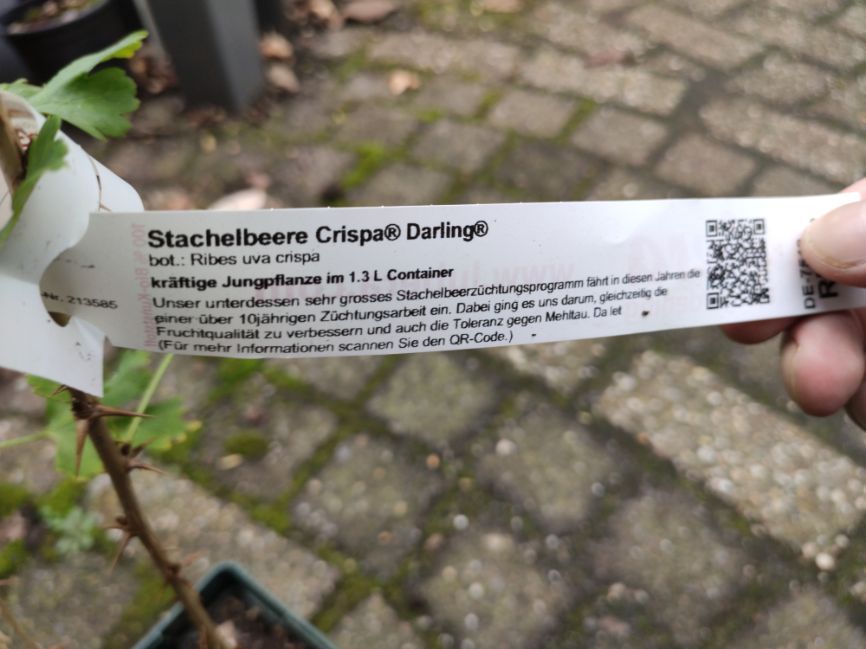 Stachelbeere Crispa® Darling®
bot.: Ribes uva crispa
kräftige Jungpflanze im 1.3 L Container
Nr. 213585
Unser unterdessen sehr grosses Stachelbeerzüchtungsprogramm fährt in diesen Jahren die
einer über 10jährigen Züchtungsarbeit ein. Dabei ging es uns darum, gleichzeitig die
Fruchtqualität zu verbessern und auch die Toleranz gegen Mehltau. Da let
(Für mehr Informationen scannen Sie den QR-Code.)